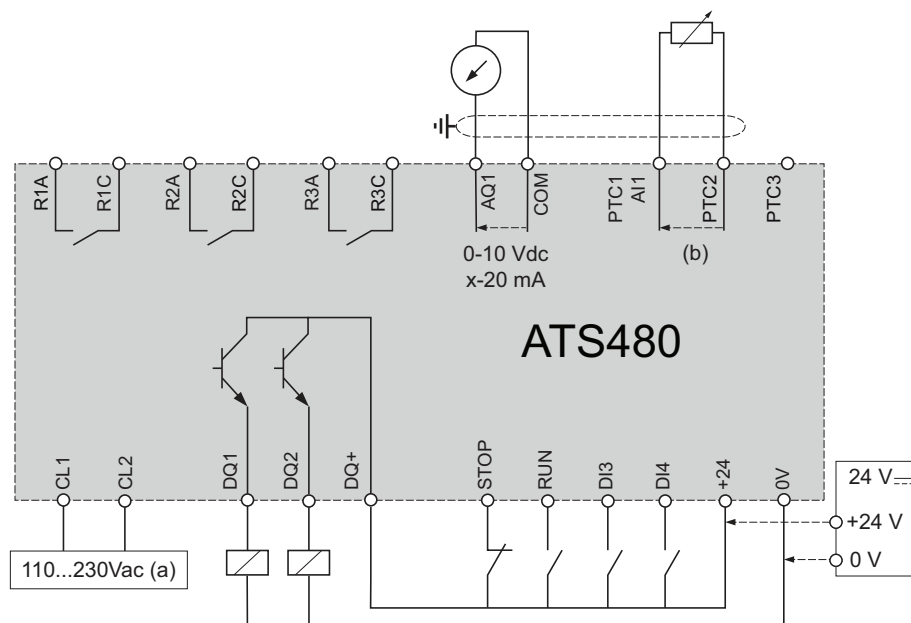 R1A
R1C
R2A
R2C
R3A
R3C
AQ1
COM
PTC1
AI1
PTC2
PTC3
0-10 Vdc
x-20 mA
(b)
ATS480
CL1
CL2
DQ1
DQ2
DQ+
STOP
RUN
DI3
DI4
+24
0V
24 V
+24 V
0 V
110...230Vac (a)